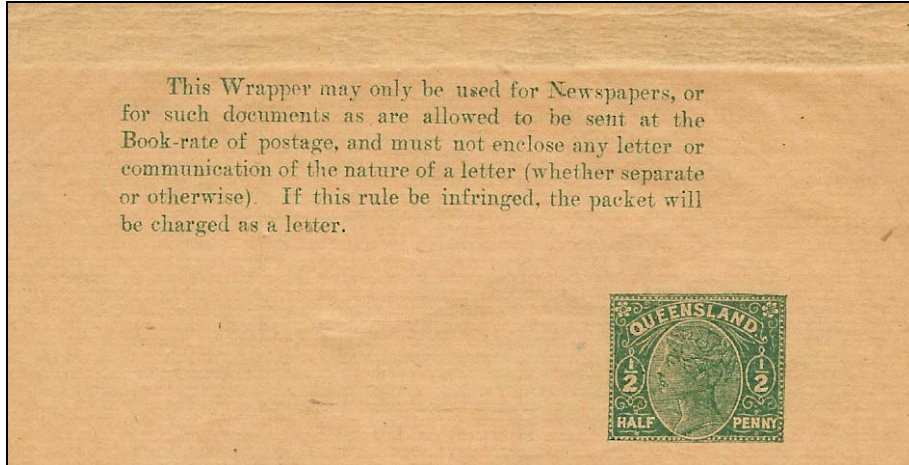 This Wrapper may only be used for Newspapers, or
for such documents as are allowed to be sent at the
Book-rate of postage, and must not enclose any letter or
communication of the nature of a letter (whether separate
or otherwise). If this rule be infringed, the packet will
be charged as a letter.
QUEENSLAND
1/2 1/2
HALF PENNY